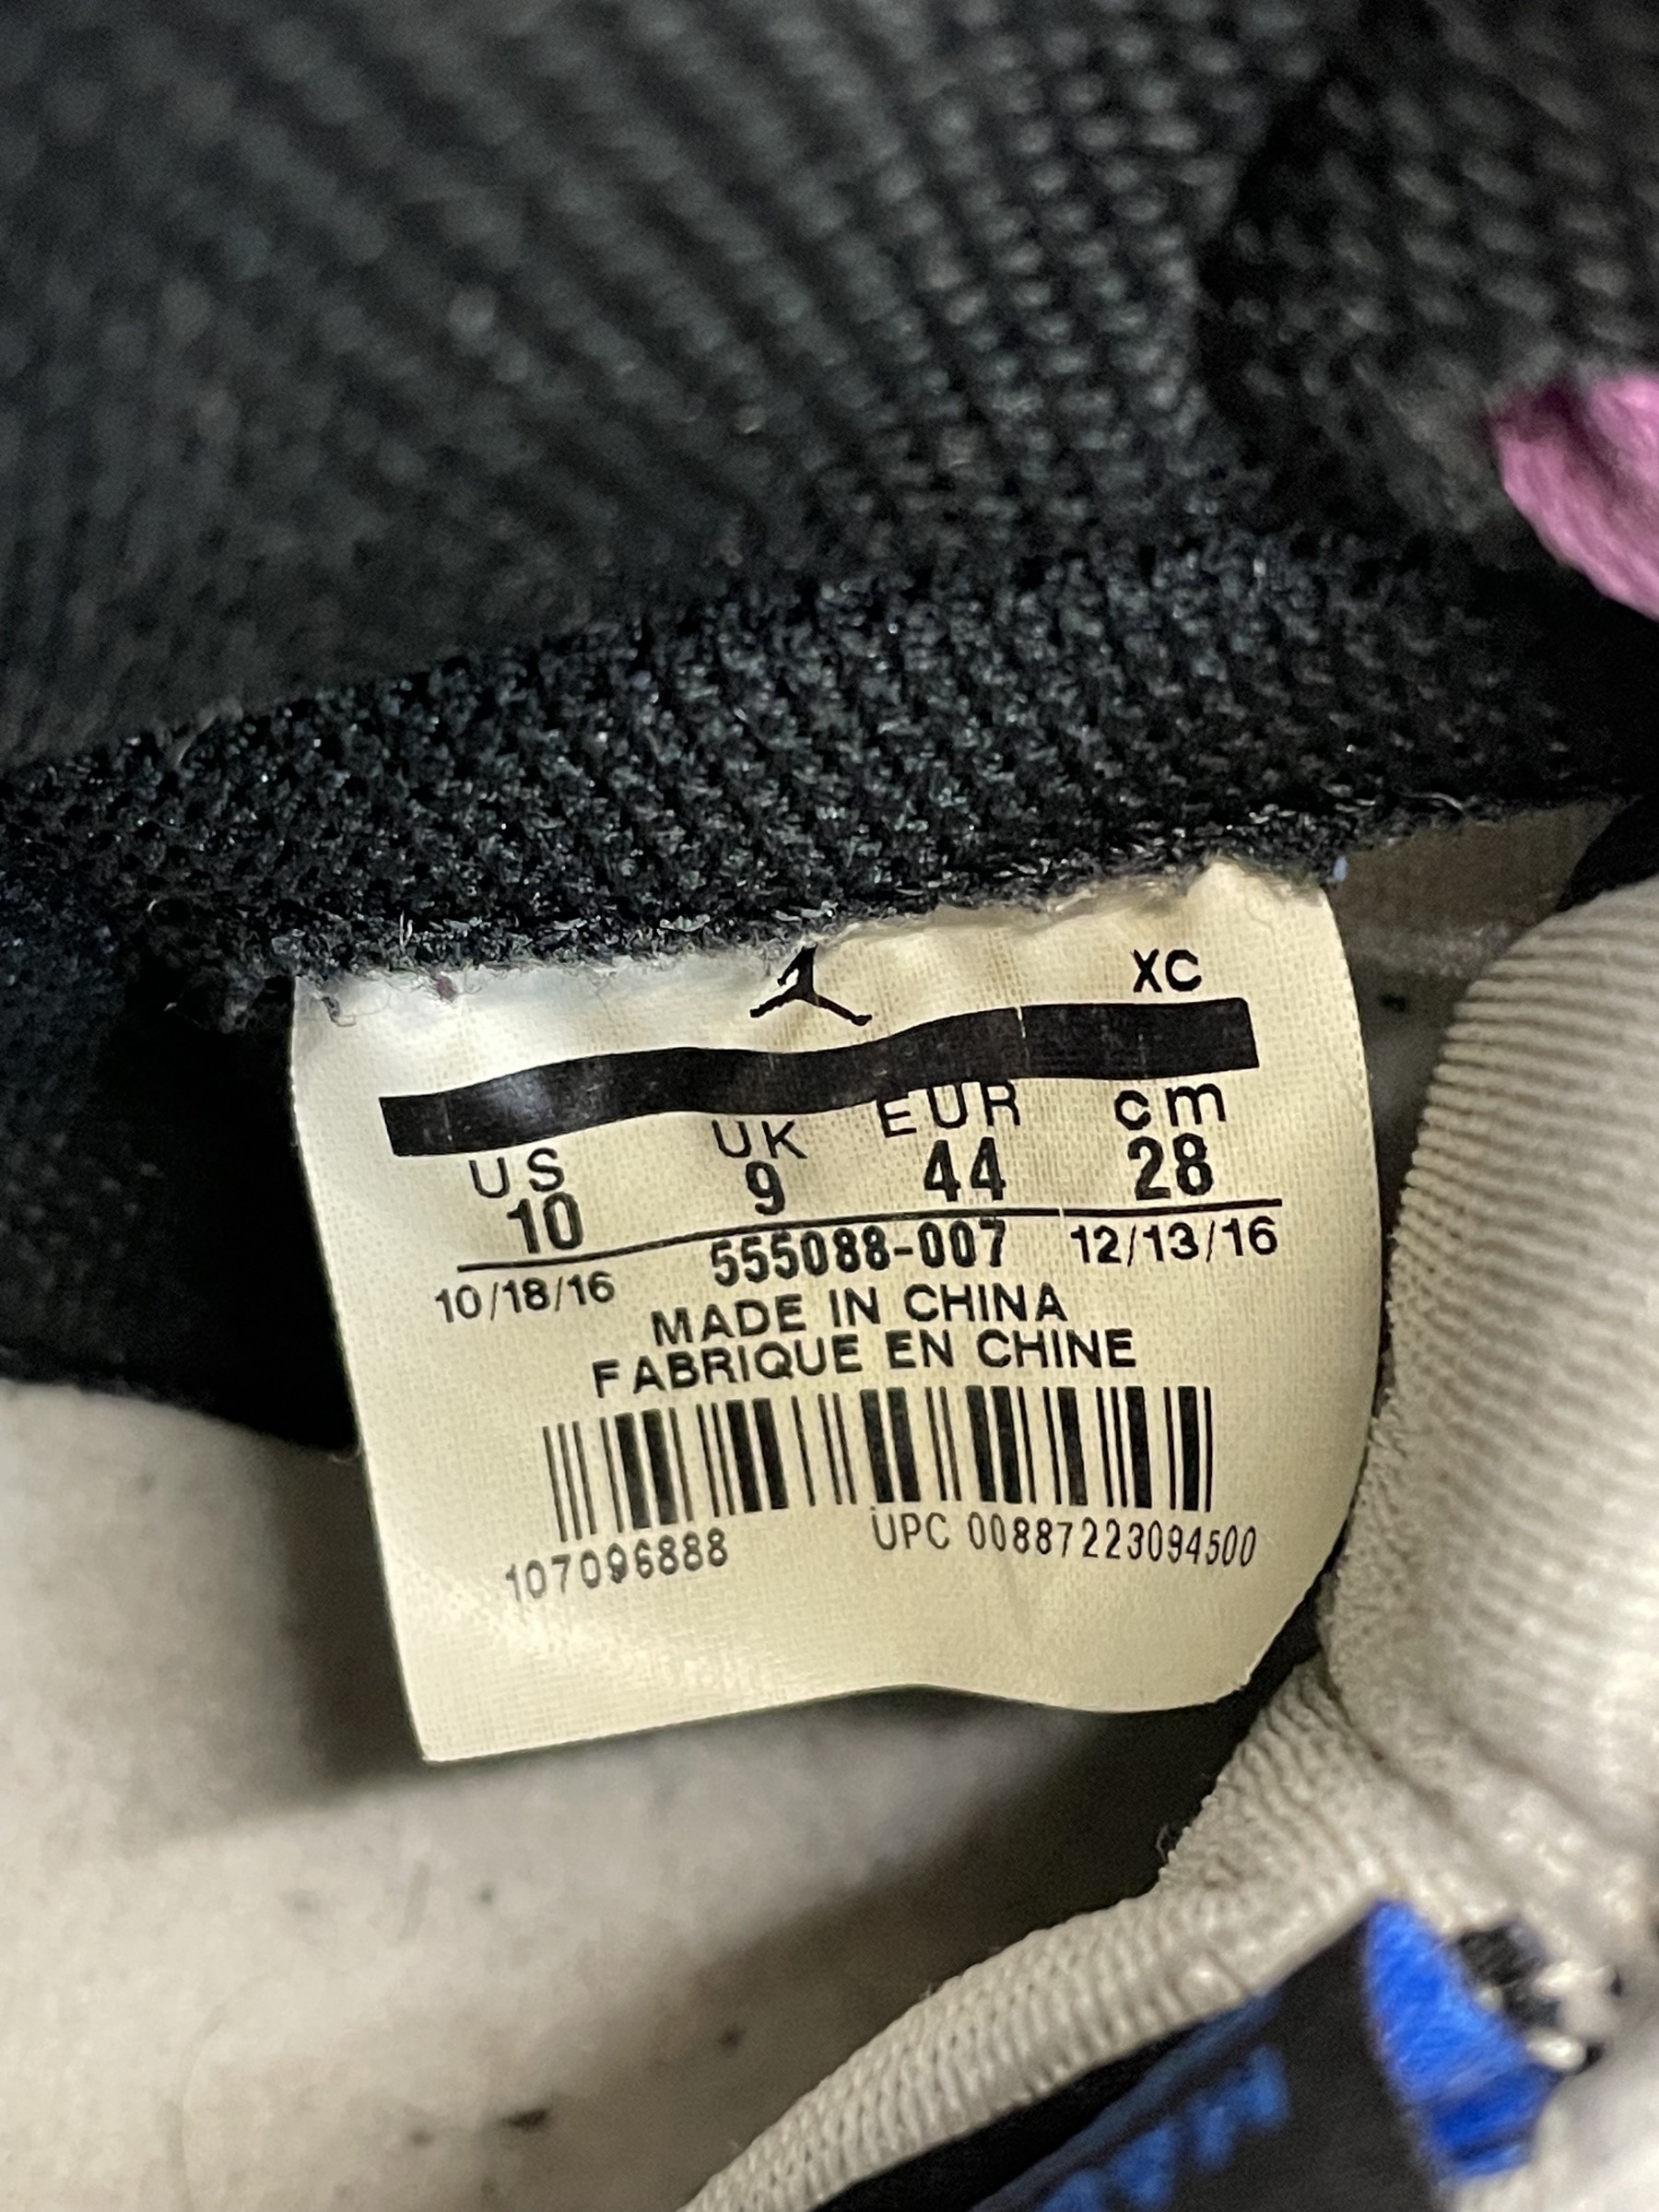 XC
US UK EUR cm
10 9 44 28
10/18/16 555088-007 12/13/16
MADE IN CHINA
FABRIQUE EN CHINE
107096888 UPC 00887223094500